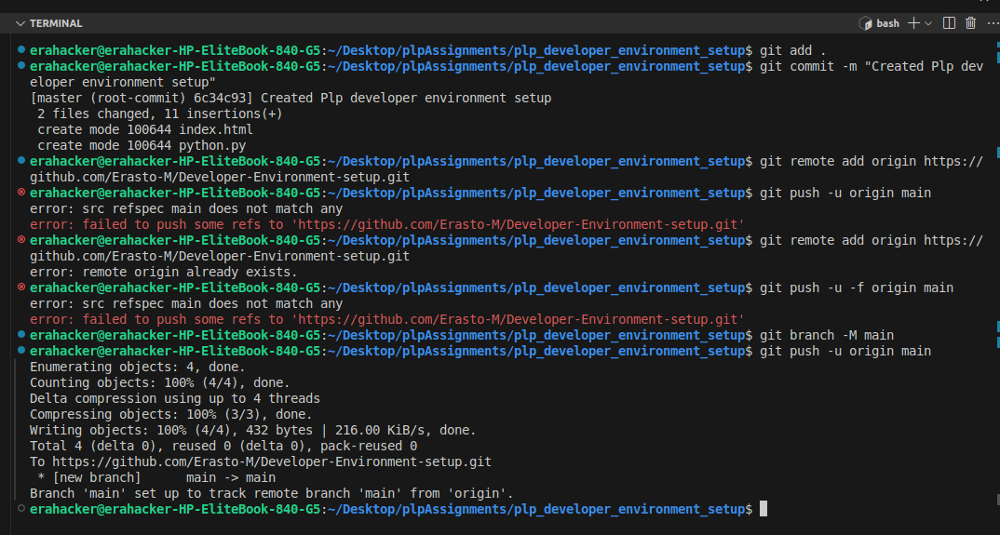 TERMINAL
bash
erahacker@erahacker-HP-EliteBook-840-G5:~/Desktop/plpAssignments/plp_developer_environment_setup$ git add .
erahacker@erahacker-HP-EliteBook-840-G5:~/Desktop/plpAssignments/plp_developer_environment_setup$ git commit -m "Created Plp dev
eloper environment setup"
[master (root-commit) 6c34c93] Created Plp developer environment setup
 2 files changed, 11 insertions(+)
 create mode 100644 index.html
 create mode 100644 python.py
erahacker@erahacker-HP-EliteBook-840-G5:~/Desktop/plpAssignments/plp_developer_environment_setup$ git remote add origin https://
github.com/Erasto-M/Developer-Environment-setup.git
erahacker@erahacker-HP-EliteBook-840-G5:~/Desktop/plpAssignments/plp_developer_environment_setup$ git push -u origin main
error: src refspec main does not match any
error: failed to push some refs to 'https://github.com/Erasto-M/Developer-Environment-setup.git'
erahacker@erahacker-HP-EliteBook-840-G5:~/Desktop/plpAssignments/plp_developer_environment_setup$ git remote add origin https://
github.com/Erasto-M/Developer-Environment-setup.git
error: remote origin already exists.
erahacker@erahacker-HP-EliteBook-840-G5:~/Desktop/plpAssignments/plp_developer_environment_setup$ git push -u -f origin main
error: src refspec main does not match any
error: failed to push some refs to 'https://github.com/Erasto-M/Developer-Environment-setup.git'
erahacker@erahacker-HP-EliteBook-840-G5:~/Desktop/plpAssignments/plp_developer_environment_setup$ git branch -M main
erahacker@erahacker-HP-EliteBook-840-G5:~/Desktop/plpAssignments/plp_developer_environment_setup$ git push -u origin main
Enumerating objects: 4, done.
Counting objects: 100% (4/4), done.
Delta compression using up to 4 threads
Compressing objects: 100% (3/3), done.
Writing objects: 100% (4/4), 432 bytes | 216.00 KiB/s, done.
Total 4 (delta 0), reused 0 (delta 0), pack-reused 0
To https://github.com/Erasto-M/Developer-Environment-setup.git
 * [new branch]      main -> main
Branch 'main' set up to track remote branch 'main' from 'origin'.
erahacker@erahacker-HP-EliteBook-840-G5:~/Desktop/plpAssignments/plp_developer_environment_setup$